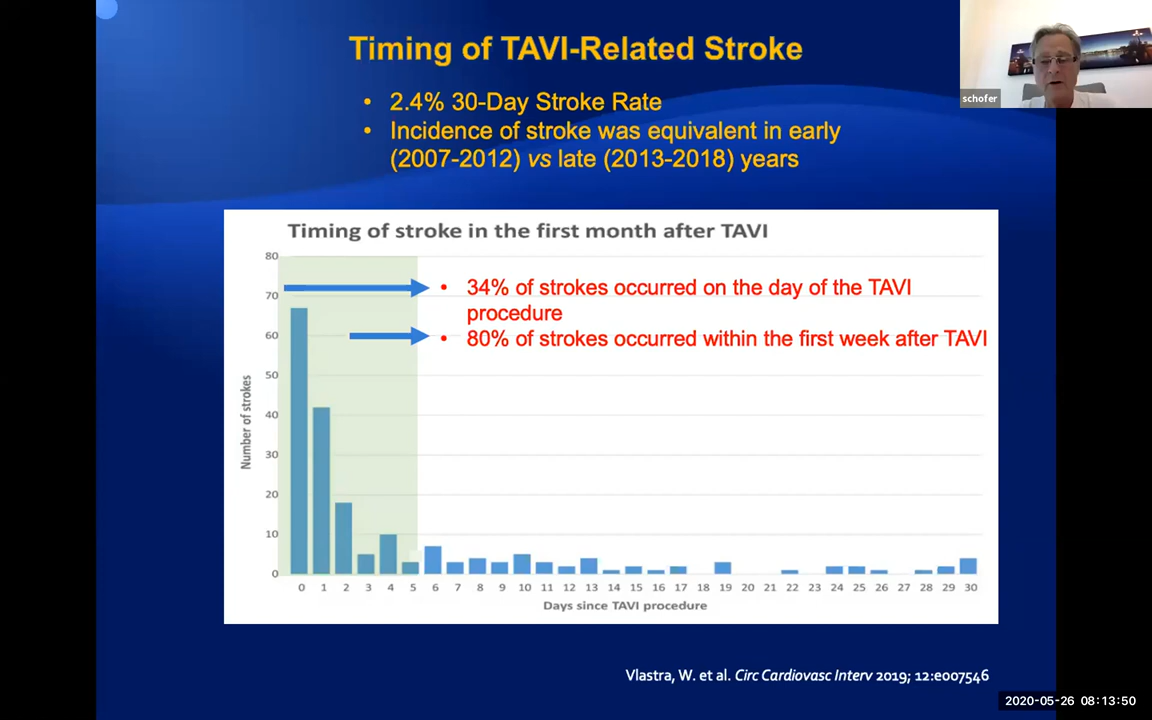 Timing of TAVI-Related Stroke
• 2.4% 30-Day Stroke Rate
• Incidence of stroke was equivalent in early
(2007-2012) vs late (2013-2018) years
schofer
Timing of stroke in the first month after TAVI
• 34% of strokes occurred on the day of the TAVI
procedure
• 80% of strokes occurred within the first week after TAVI
Number of strokes
80
70
60
50
40
30
20
10
0
0 1 2 3 4 5 6 7 8 9 10 11 12 13 14 15 16 17 18 19 20 21 22 23 24 25 26 27 28 29 30
Days since TAVI procedure
Vlastra, W. et al. Circ Cardiovasc Interv 2019; 12:e007546
2020-05-26 08:13:50